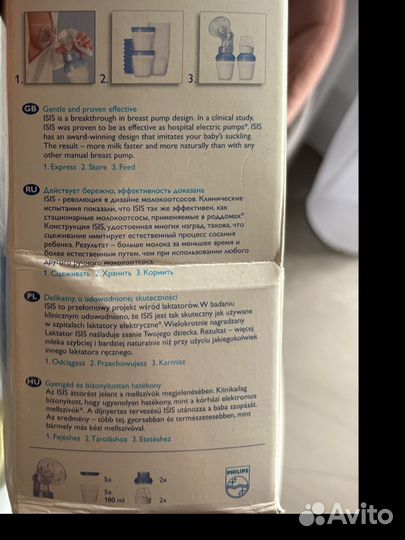 1. 2. 3.
GB Gentle and proven effective
ISIS is a breakthrough in breast pump design. In a clinical study,
ISIS was proven to be as effective as hospital electric pumps*. ISIS
has an award-winning design that imitates your baby's suckling.
The result – more milk faster and more naturally than with any
other manual breast pump.
1. Express 2. Store 3. Feed
RU Действует бережно, эффективность доказана
ISIS - революция в дизайне молокоотсосов. Клинические
испытания показали, что ISIS так же эффективен, как
стационарные молокоотсосы, применяемые в роддомах*.
Конструкция ISIS, удостоенная многих наград, такова, что
сцеживание имитирует естественный процесс сосания
ребенка. Результат – больше молока за меньшее время и
более естественным путем, чем при использовании любого
другого ручного молокоотсоса.
1. Сцеживать 2. Хранить 3. Кормить
PL Delikatny, o udowodnionej skuteczności
ISIS to przełomowy projekt wśród laktatorów. W badaniu
klinicznym udowodniono, że ISIS jest tak skuteczny jak używane
w szpitalach laktatory elektryczne*. Wielokrotnie nagradzany
Laktator ISIS naśladuje ssanie Twojego dziecka. Rezultat – więcej
mleka szybciej i bardziej naturalnie niż przy użyciu jakiegokolwiek
innego laktatora ręcznego.
1. Odciągasz 2. Przechowujesz 3. Karmisz
HU Gyengéd és bizonyítottan hatékony
Az ISIS áttörést jelent a mellszívók megjelenésében. Klinikailag
bizonyított, hogy ugyanolyan hatékony, mint a kórházi elektromos
mellszívók*. A díjnyertes tervezésű ISIS utánozza a baba szopását.
Az eredmény – több tej, gyorsabban és természetesebben, mint
bármely más kézi mellszívóval.
1. Fejéshez 2. Tároláshoz 3. Etetéshez
5x 2x
5x
180 ml 2x
PHILIPS
Avito